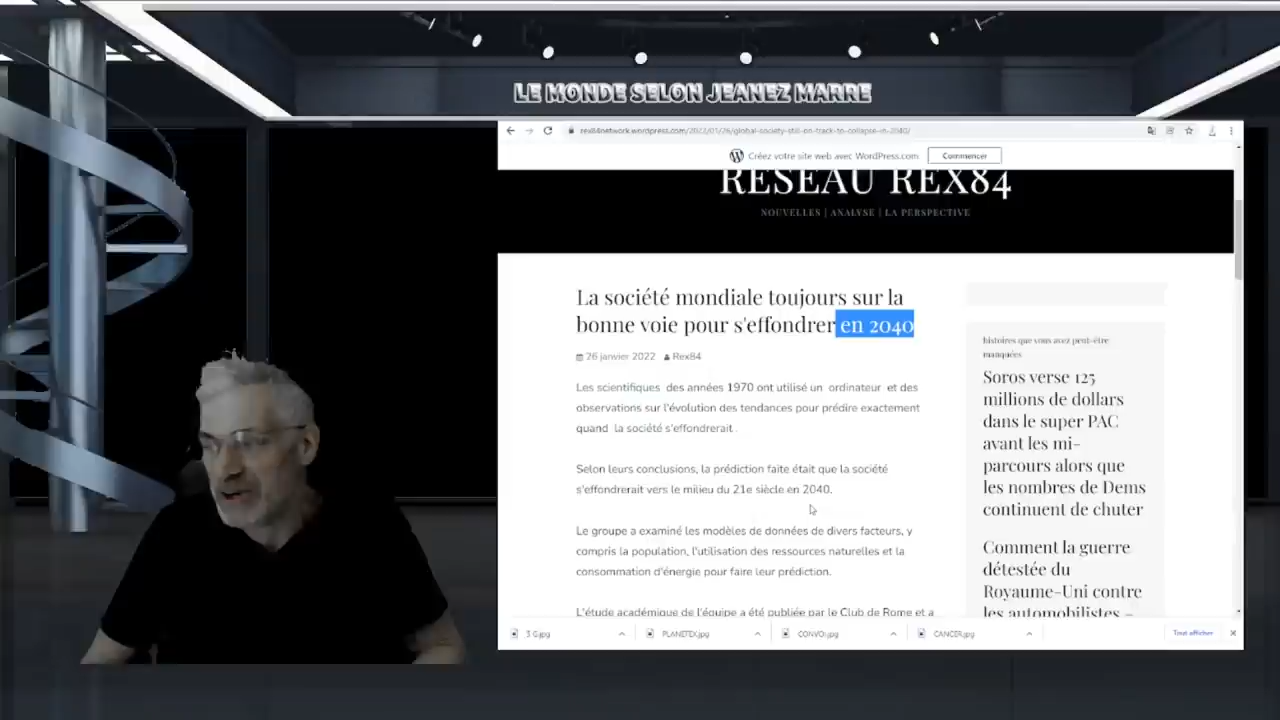 LE MONDE SELON JEANEZ MARRE
rex84network.wordpress.com/2022/01/26/global-society-still-on-track-to-collapse-in-2040/
Créez votre site web avec WordPress.com
Commencer
RÉSEAU REX84
NOUVELLES | ANALYSE | LA PERSPECTIVE
La société mondiale toujours sur la
bonne voie pour s'effondrer en 2040
26 janvier 2022 Rex84
Les scientifiques des années 1970 ont utilisé un ordinateur et des
observations sur l'évolution des tendances pour prédire exactement
quand la société s'effondrerait .
Selon leurs conclusions, la prédiction faite était que la société
s'effondrerait vers le milieu du 21e siècle en 2040.
Le groupe a examiné les modèles de données de divers facteurs, y
compris la population, l'utilisation des ressources naturelles et la
consommation d'énergie pour faire leur prédiction.
L'étude académique de l'équipe a été publiée par le Club de Rome et a
histoires que vous avez peut-être
manquées
Soros verse 125
millions de dollars
dans le super PAC
avant les mi-
parcours alors que
les nombres de Dems
continuent de chuter
Comment la guerre
détestée du
Royaume-Uni contre
les automobilistes –
3 G.jpg
PLANETEX.jpg
CONVO.jpg
CANCER.jpg
Tout afficher